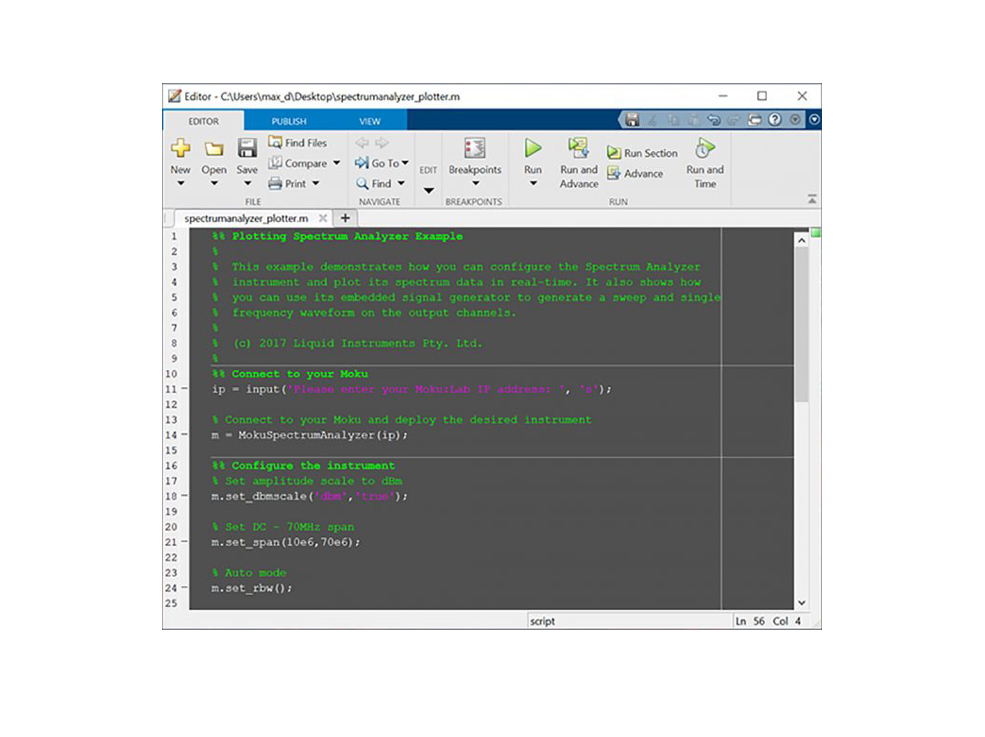 Editor - C:\Users\max_d\Desktop\spectrumanalyzer_plotter.m
EDITOR PUBLISH VIEW
New Open Save Find Files Compare Print
FILE
Go To Find
NAVIGATE
EDIT
Breakpoints
BREAKPOINTS
Run Run and Advance Run Section Advance Run and Time
RUN
spectrumanalyzer_plotter.m
1 %% Plotting Spectrum Analyzer Example
2 %
3 % This example demonstrates how you can configure the Spectrum Analyzer
4 % instrument and plot its spectrum data in real-time. It also shows how
5 % you can use its embedded signal generator to generate a sweep and single
6 % frequency waveform on the output channels.
7 %
8 % (c) 2017 Liquid Instruments Pty. Ltd.
9 %
10 %% Connect to your Moku
11 – ip = input('Please enter your Moku:Lab IP address: ', 's');
12
13 % Connect to your Moku and deploy the desired instrument
14 – m = MokuSpectrumAnalyzer(ip);
15
16 %% Configure the instrument
17 % Set amplitude scale to dBm
18 – m.set_dbmscale('dbm','true');
19
20 % Set DC - 70MHz span
21 – m.set_span(10e6,70e6);
22
23 % Auto mode
24 – m.set_rbw();
25
script Ln 56 Col 4